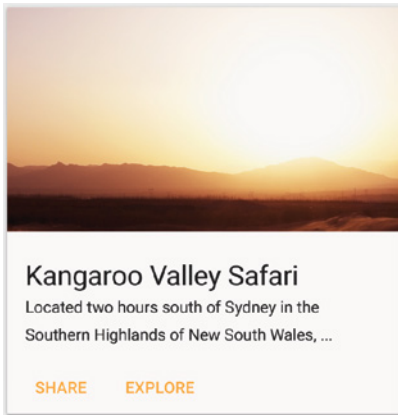 Kangaroo Valley Safari
Located two hours south of Sydney in the
Southern Highlands of New South Wales, ...
SHARE EXPLORE